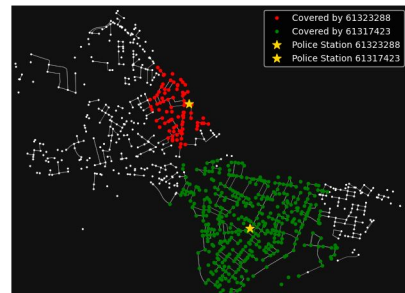 Covered by 61323288
Covered by 61317423
Police Station 61323288
Police Station 61317423